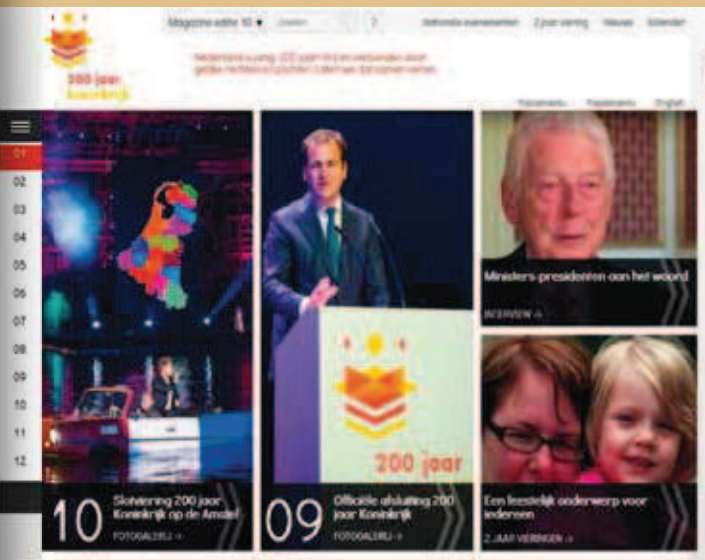 Magazine editie 10
Zoeken
?
Nationale evenementen
2 jaar viering
Nieuws
Kalender
200 jaar
koninkrijk
Papiamentu
Papiamento
English
01
02
03
04
05
06
07
08
09
10
11
12
10
Slotviering 200 jaar
Koninkrijk op de Amstel
FOTOGALERIJ
200 jaar
09
Officiële afsluiting 200
jaar Koninkrijk
FOTOGALERIJ
Ministers-presidenten aan het woord
INTERVIEW
Een feestelijk onderwerp voor
iedereen
2 JAAR VIERINGEN